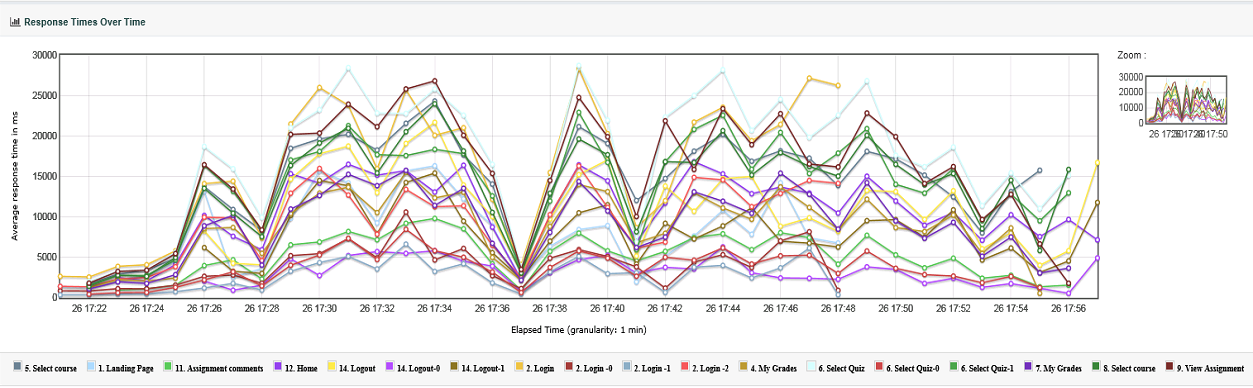 Response Times Over Time
Zoom :
30000
25000
20000
15000
10000
5000
0
Average response time in ms
26 17:22 26 17:24 26 17:26 26 17:28 26 17:30 26 17:32 26 17:34 26 17:36 26 17:38 26 17:40 26 17:42 26 17:44 26 17:46 26 17:48 26 17:50 26 17:52 26 17:54 26 17:56
Elapsed Time (granularity: 1 min)
30000
20000
10000
0
5. Select course 1. Landing Page 11. Assignment comments 12. Home 14. Logout 14. Logout-0 14. Logout-1 2. Login 2. Login -0 2. Login -1 2. Login -2 4. My Grades 6. Select Quiz 6. Select Quiz-0 6. Select Quiz-1 7. My Grades 8. Select course 9. View Assignment